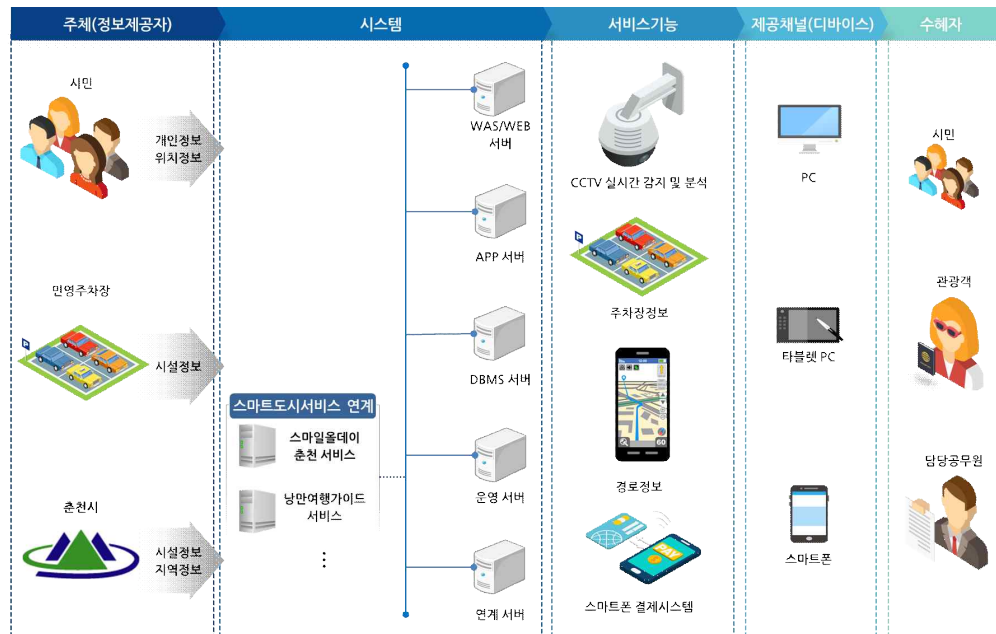 주체(정보제공자)
시스템
서비스기능
제공채널(디바이스)
수혜자
시민
개인정보
위치정보
민영주차장
시설정보
춘천시
시설정보
지역정보
WAS/WEB
서버
APP 서버
DBMS 서버
운영 서버
연계 서버
스마트도시서비스 연계
스마일올데이
춘천 서비스
낭만여행가이드
서비스
⋮
CCTV 실시간 감지 및 분석
P
주차장정보
GO
경로정보
PAY
스마트폰 결제시스템
PC
타블렛 PC
스마트폰
시민
관광객
담당공무원